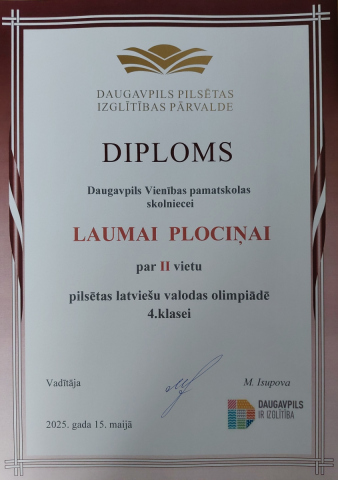 DAUGAVPILS PILSĒTAS
IZGLĪTĪBAS PĀRVALDE
DIPLOMS
Daugavpils Vienības pamatskolas
skolniecei
LAUMAI PLOCIŅAI
par II vietu
pilsētas latviešu valodas olimpiādē
4.klasei
Vadītāja
M. Isupova
DAUGAVPILS
IR IZGLĪTĪBA
2025. gada 15. maijā